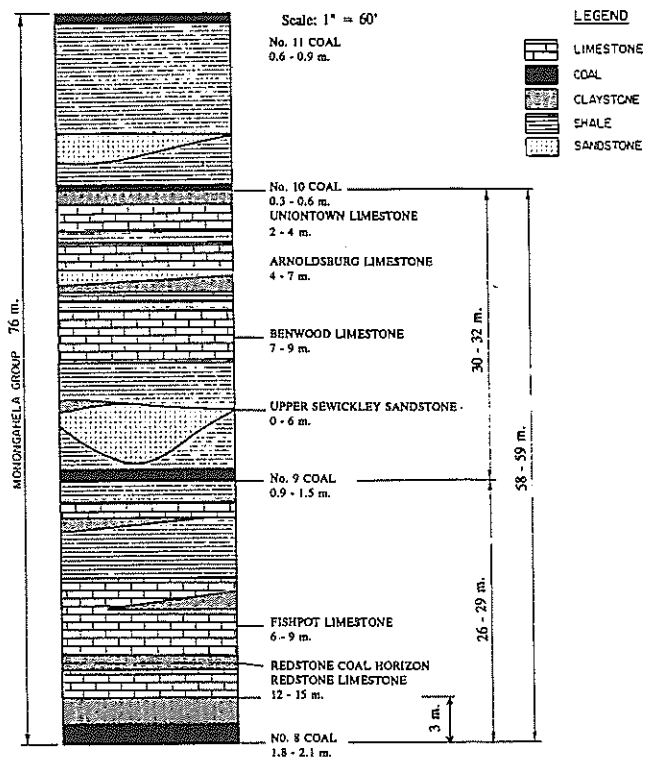 Scale: 1" = 60'
LEGEND
LIMESTONE
COAL
CLAYSTONE
SHALE
SANDSTONE
No. 11 COAL
0.6 - 0.9 m.
No. 10 COAL
0.3 - 0.6 m.
UNIONTOWN LIMESTONE
2 - 4 m.
ARNOLDSBURG LIMESTONE
4 - 7 m.
BENWOOD LIMESTONE
7 - 9 m.
UPPER SEWICKLEY SANDSTONE
0 - 6 m.
No. 9 COAL
0.9 - 1.5 m.
FISHPOT LIMESTONE
6 - 9 m.
REDSTONE COAL HORIZON
REDSTONE LIMESTONE
12 - 15 m.
NO. 8 COAL
1.8 - 2.1 m.
MONONGAHELA GROUP 76 m.
30 - 32 m.
58 - 59 m.
26 - 29 m.
3 m.